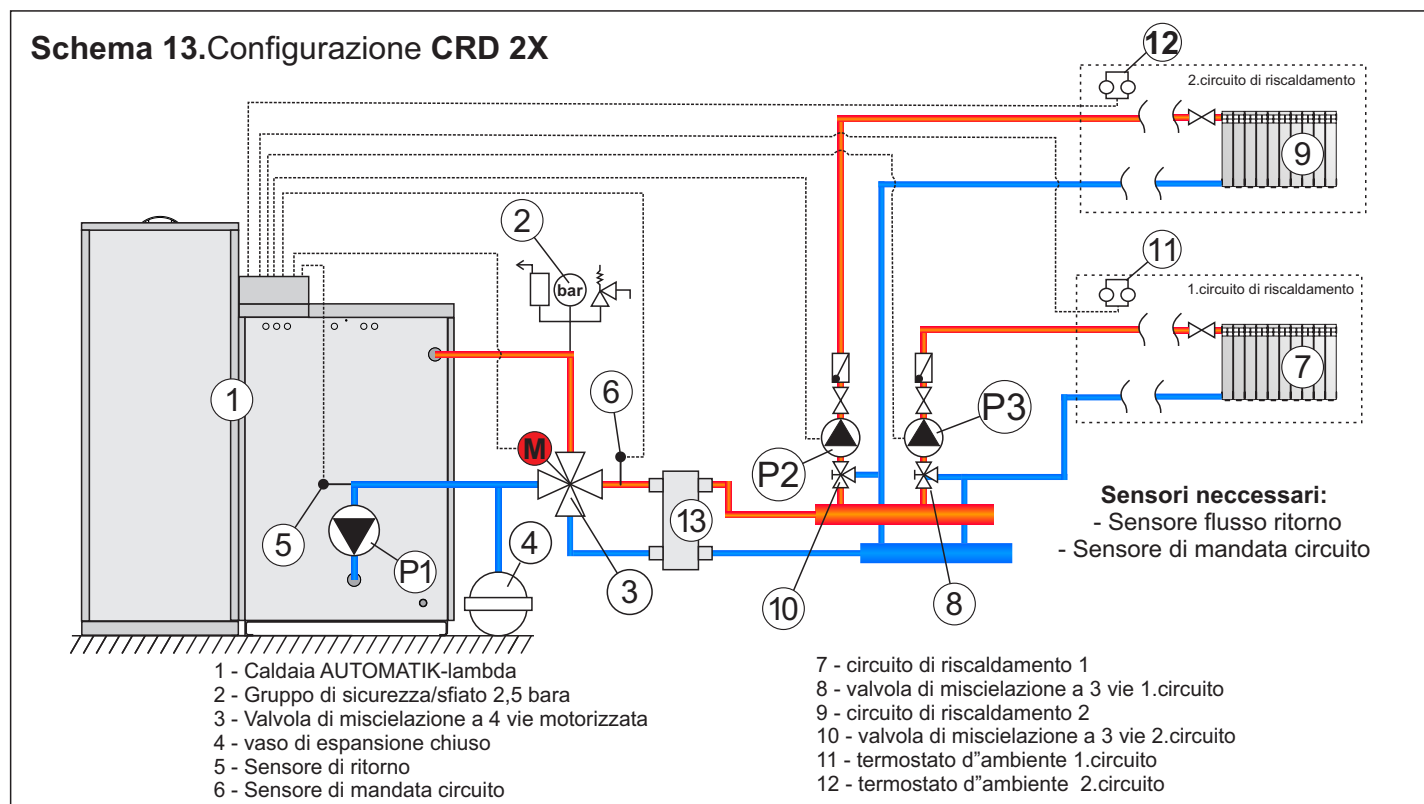 Schema 13.Configurazione CRD 2X
12
2.circuito di riscaldamento
9
11
1.circuito di riscaldamento
7
2
bar
1
6
M
P2
P3
5
P1
4
3
13
10
8
Sensori neccessari:
- Sensore flusso ritorno
- Sensore di mandata circuito
1 - Caldaia AUTOMATIK-lambda
2 - Gruppo di sicurezza/sfiato 2,5 bara
3 - Valvola di miscielazione a 4 vie motorizzata
4 - vaso di espansione chiuso
5 - Sensore di ritorno
6 - Sensore di mandata circuito
7 - circuito di riscaldamento 1
8 - valvola di miscielazione a 3 vie 1.circuito
9 - circuito di riscaldamento 2
10 - valvola di miscielazione a 3 vie 2.circuito
11 - termostato d"ambiente 1.circuito
12 - termostato d"ambiente 2.circuito